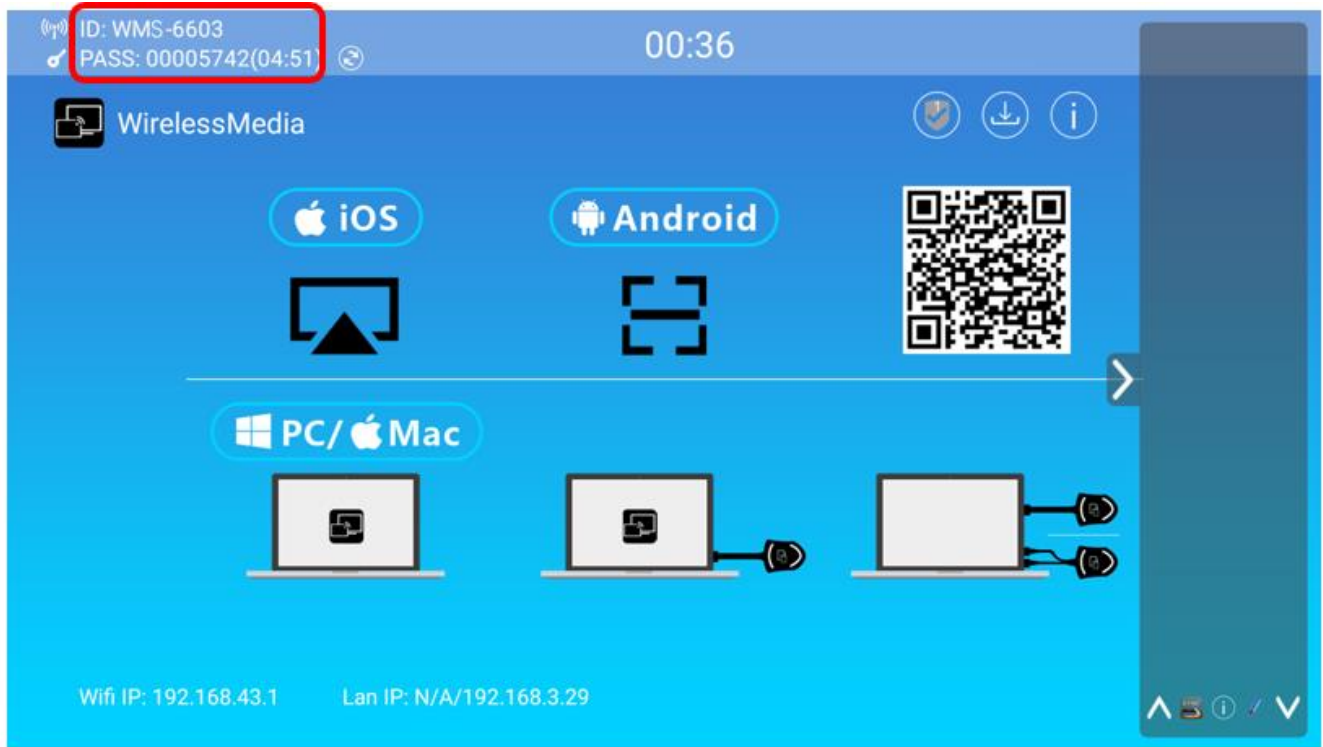 ID: WMS-6603
00:36
PASS: 00005742(04:51)
WirelessMedia
iOS
Android
PC/ Mac
Wifi IP: 192.168.43.1
Lan IP: N/A/192.168.3.29